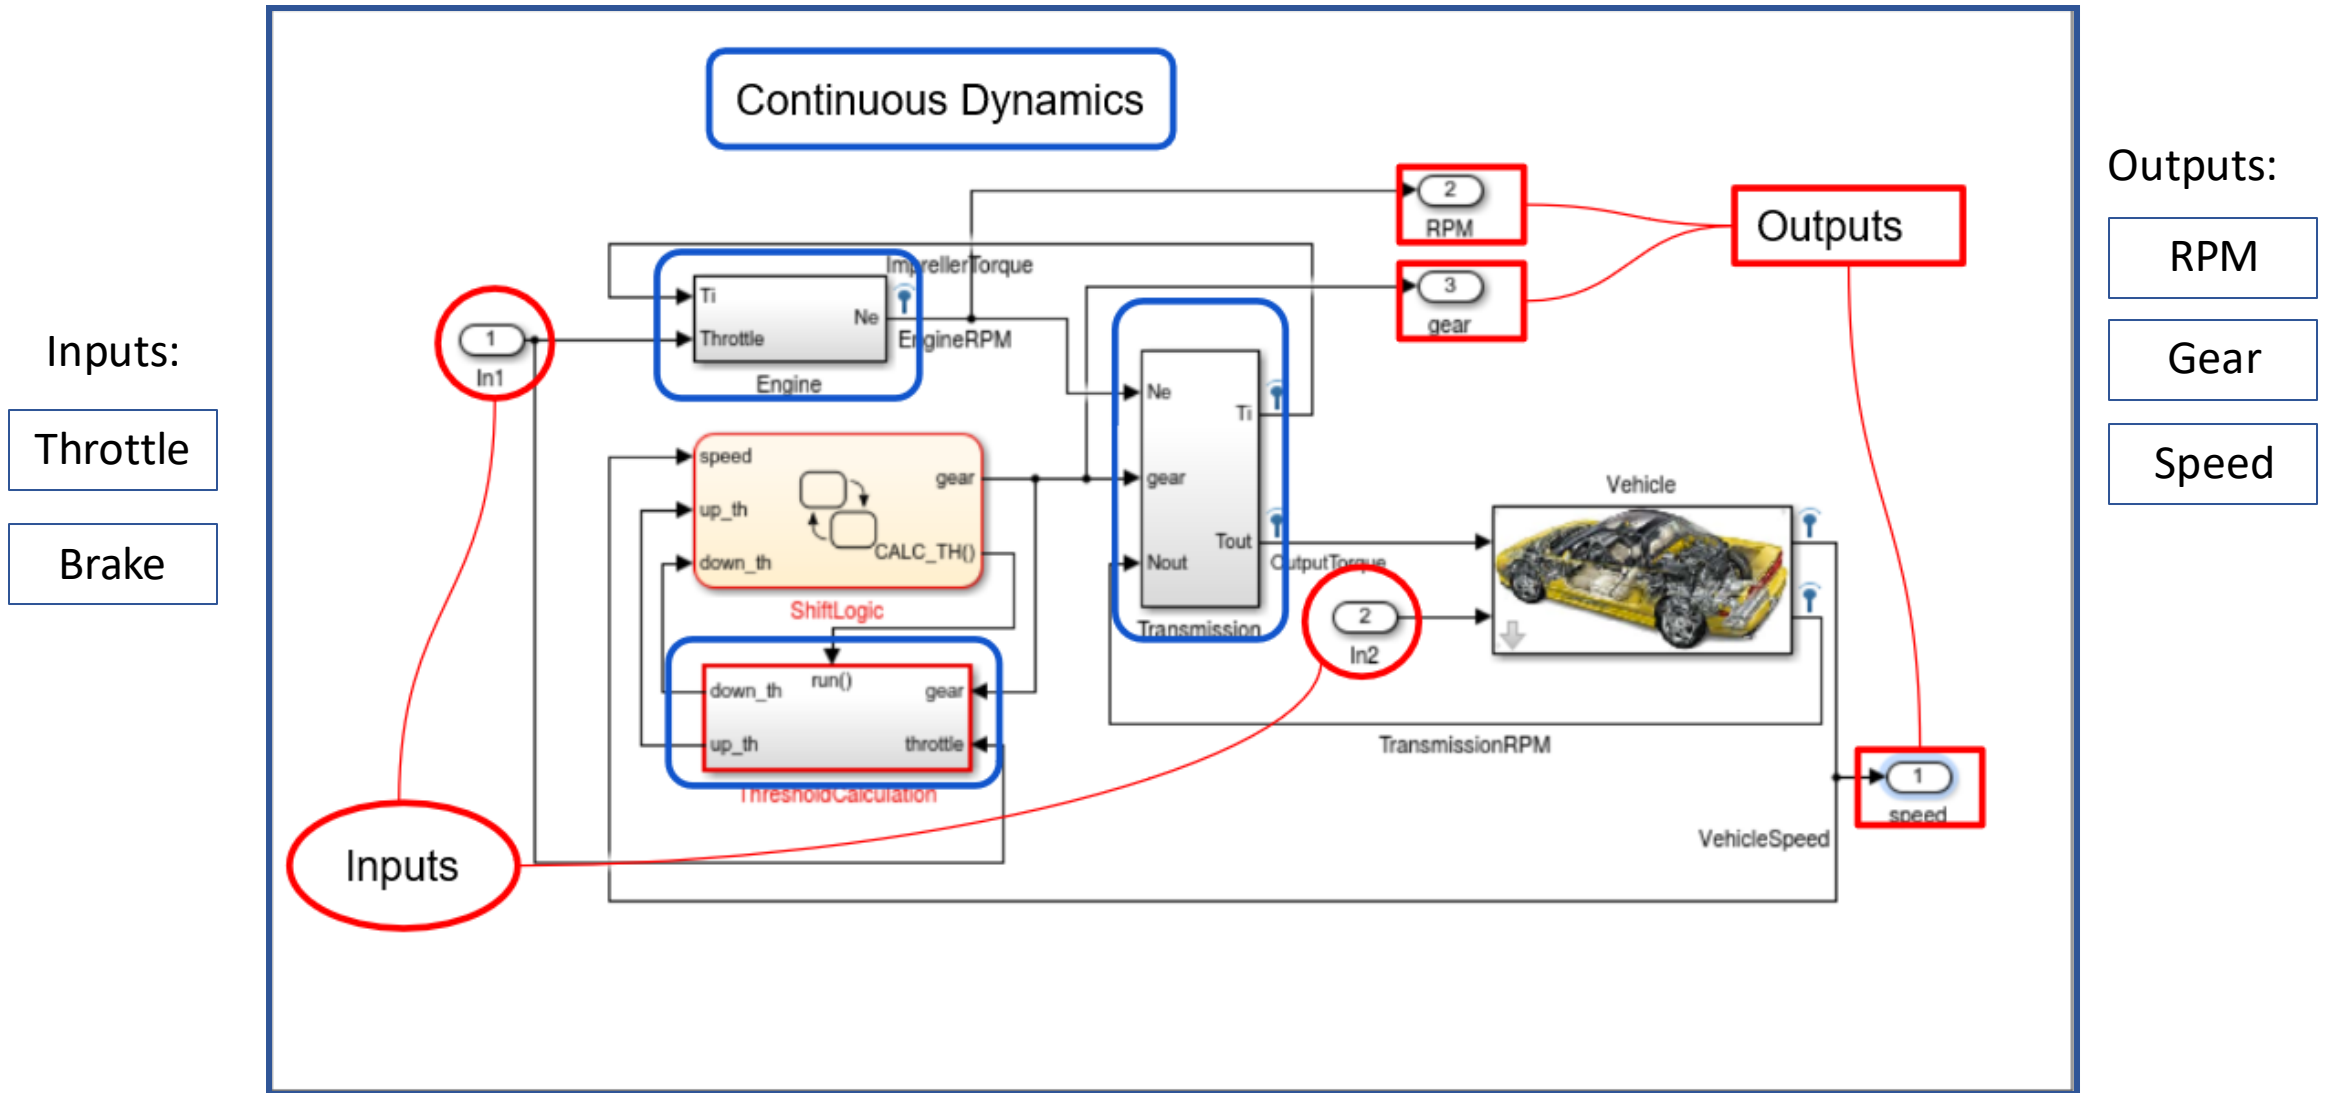 Continuous Dynamics
Inputs:
Throttle
Brake
Outputs:
RPM
Gear
Speed
Outputs
2
RPM
3
gear
ImprellerTorque
Ti
Throttle
Ne
Engine
EngineRPM
1
In1
speed
up_th
down_th
gear
CALC_TH()
ShiftLogic
run()
down_th
up_th
gear
throttle
ThresholdCalculation
Ne
gear
Nout
Ti
Tout
Transmission
OutputTorque
2
In2
Vehicle
TransmissionRPM
1
speed
VehicleSpeed
Inputs